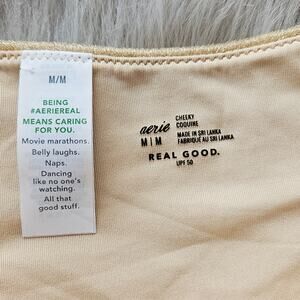 M/M
BEING
#AERIEREAL
MEANS CARING
FOR YOU.
Movie marathons.
Belly laughs.
Naps.
Dancing
like no one's
watching.
All that
good stuff.
aerie
M|M
CHEEKY
COQUINE
MADE IN SRI LANKA
FABRIQUÉ AU SRI LANKA
REAL GOOD.
UPF 50